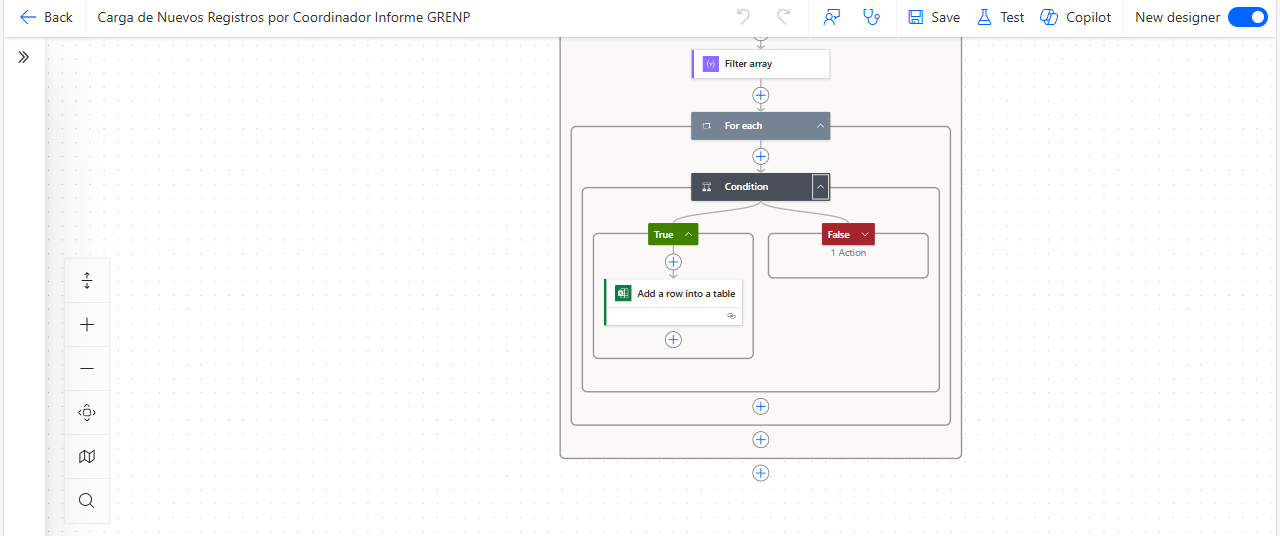 Back
Carga de Nuevos Registros por Coordinador Informe GRENP
Save
Test
Copilot
New designer
Filter array
For each
Condition
True
False
1 Action
Add a row into a table